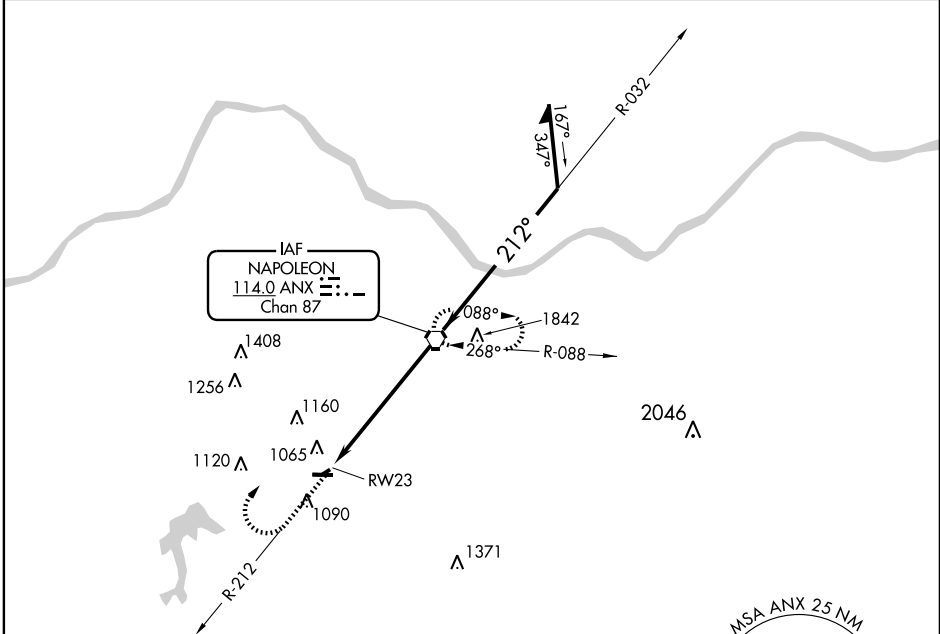 R-032
167°
347°
212°
IAF
NAPOLEON
114.0 ANX
Chan 87
088°
1842
268°
R-088
1408
1256
1160
2046
1065
1120
RW23
1090
1371
R-212
MSA ANX 25 NM